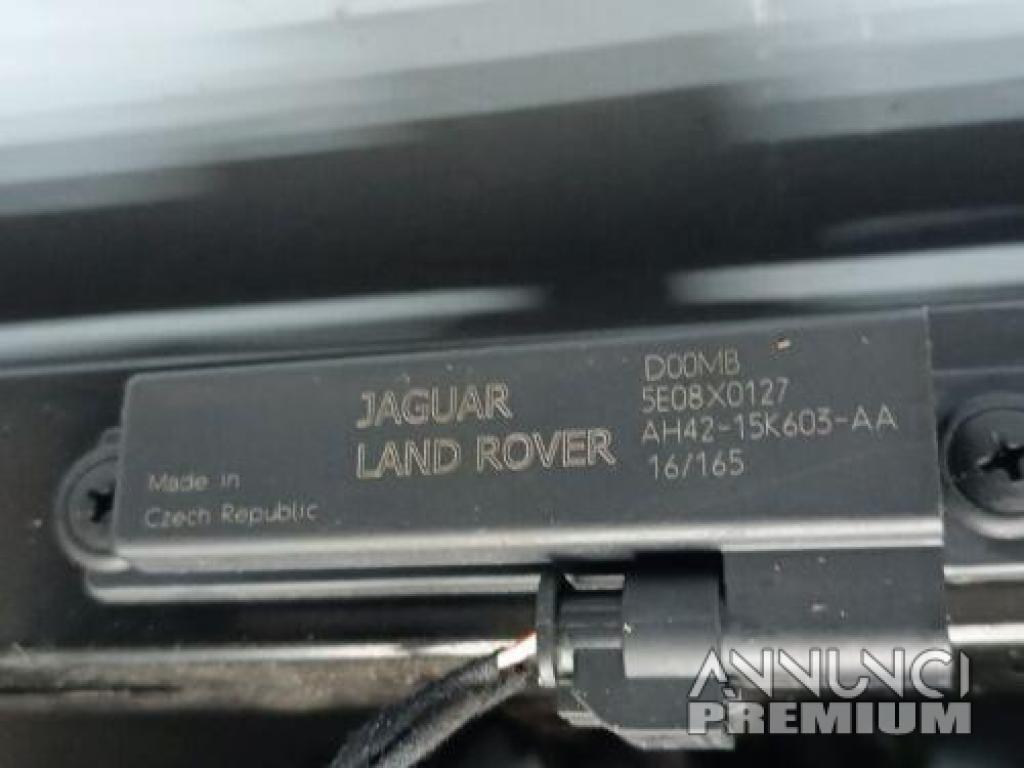 JAGUAR
LAND ROVER
Made in
Czech Republic
D00MB
5E08X0127
AH42-15K603-AA
16/165
ANNUNCI
PREMIUM